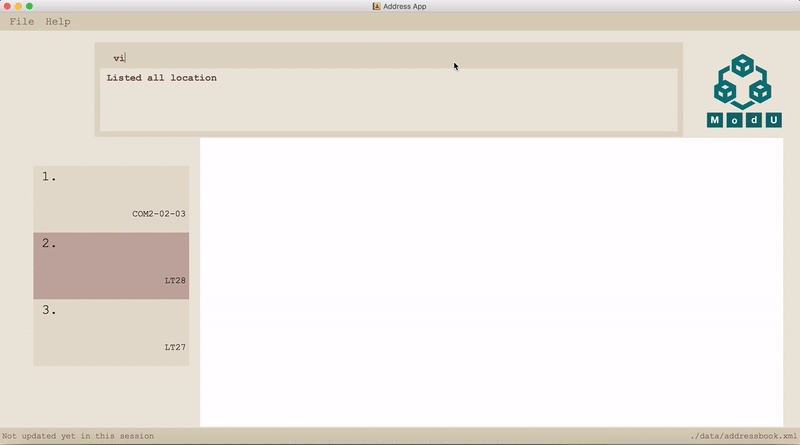 Address App
File Help
vi
Listed all location
M o d U
1.
COM2-02-03
2.
LT28
3.
LT27
Not updated yet in this session
./data/addressbook.xml